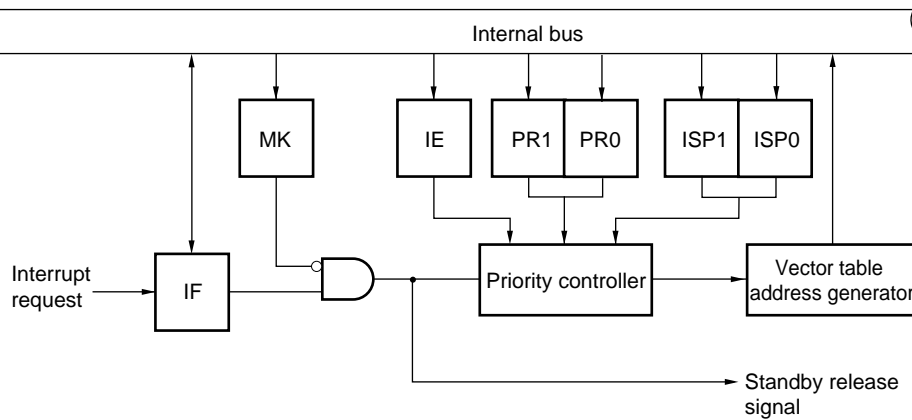 Internal bus
MK
IE
PR1
PR0
ISP1
ISP0
Interrupt
request
IF
Priority controller
Vector table
address generator
Standby release
signal